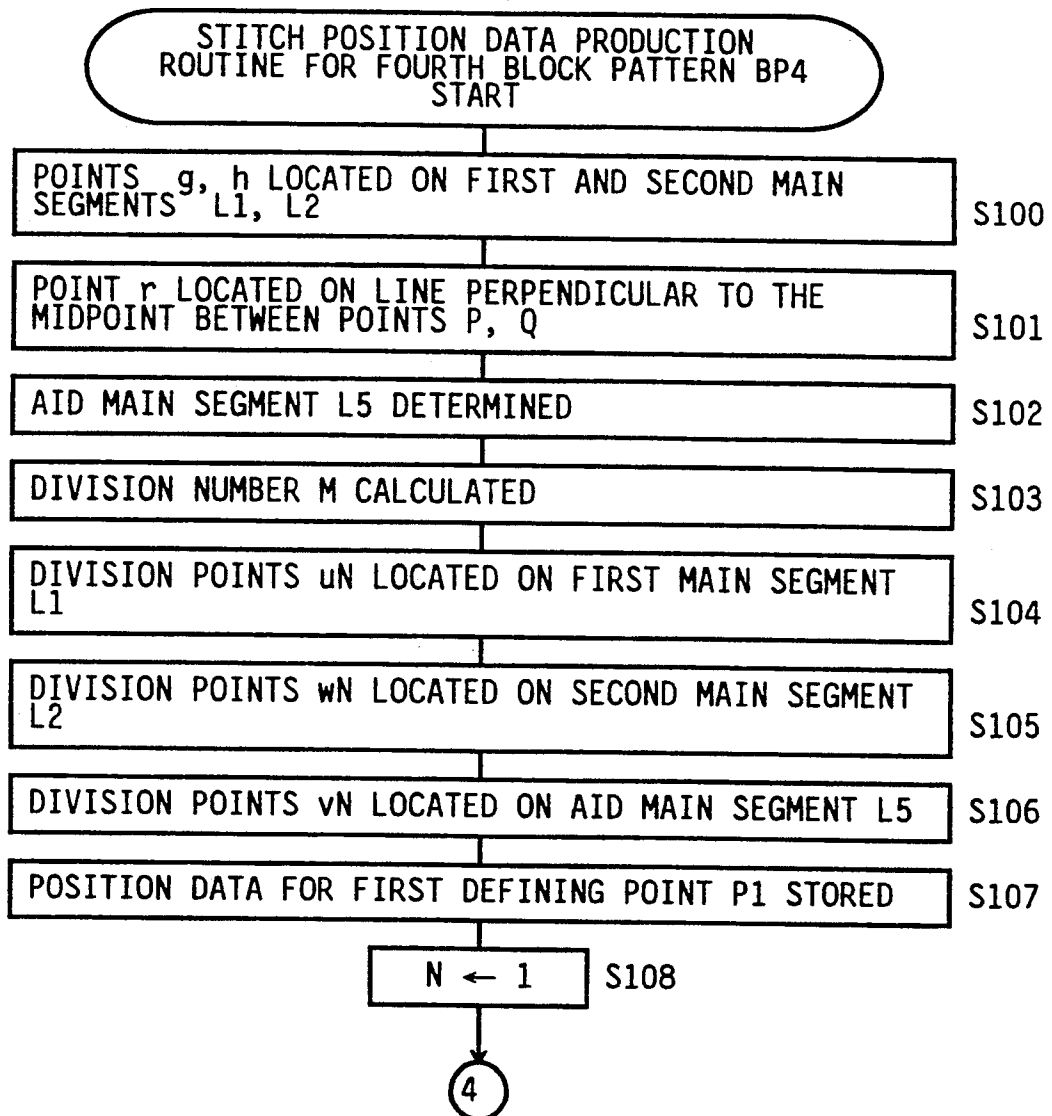 STITCH POSITION DATA PRODUCTION
ROUTINE FOR FOURTH BLOCK PATTERN BP4
START
POINTS g, h LOCATED ON FIRST AND SECOND MAIN
SEGMENTS L1, L2
S100
POINT r LOCATED ON LINE PERPENDICULAR TO THE
MIDPOINT BETWEEN POINTS P, Q
S101
AID MAIN SEGMENT L5 DETERMINED
S102
DIVISION NUMBER M CALCULATED
S103
DIVISION POINTS uN LOCATED ON FIRST MAIN SEGMENT
L1
S104
DIVISION POINTS wN LOCATED ON SECOND MAIN SEGMENT
L2
S105
DIVISION POINTS vN LOCATED ON AID MAIN SEGMENT L5
S106
POSITION DATA FOR FIRST DEFINING POINT P1 STORED
S107
N ← 1
S108
4